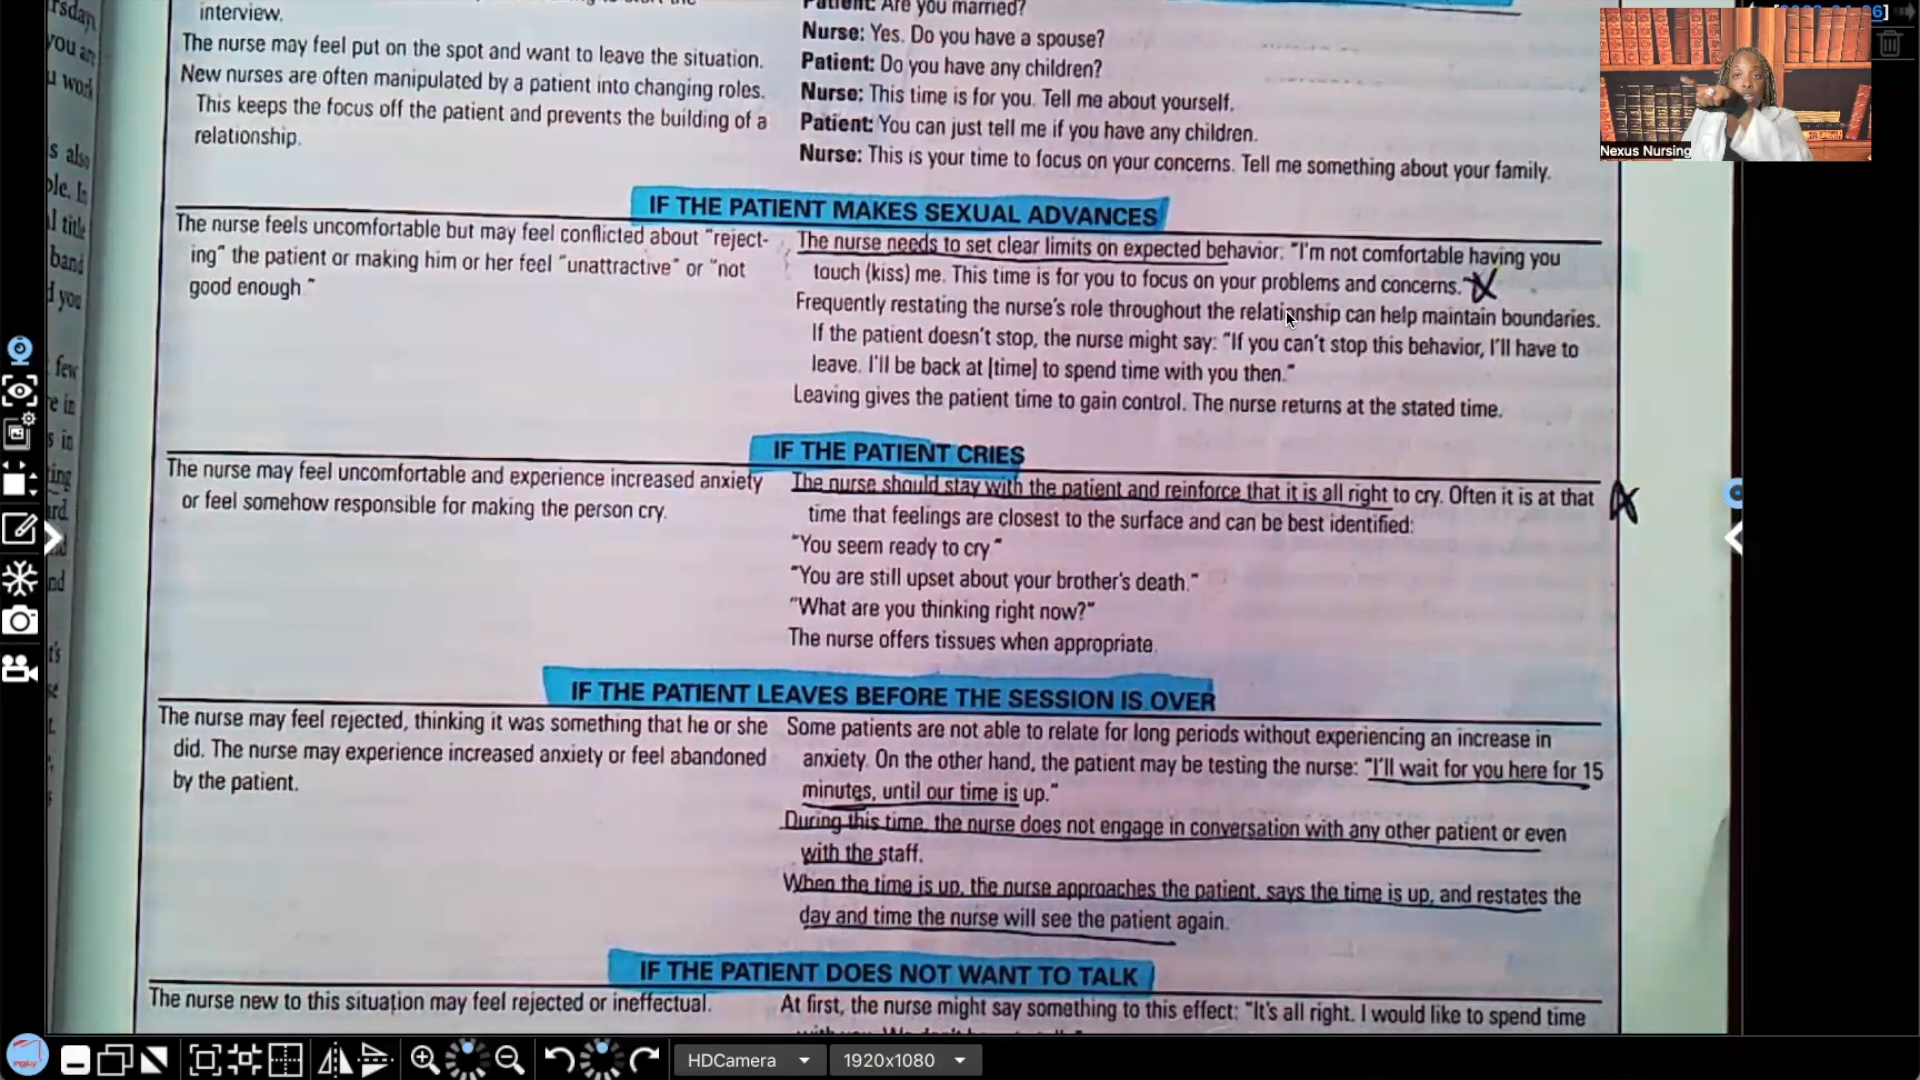 interview.
The nurse may feel put on the spot and want to leave the situation.
New nurses are often manipulated by a patient into changing roles.
This keeps the focus off the patient and prevents the building of a
relationship.
Patient: Are you married?
Nurse: Yes. Do you have a spouse?
Patient: Do you have any children?
Nurse: This time is for you. Tell me about yourself.
Patient: You can just tell me if you have any children.
Nurse: This is your time to focus on your concerns. Tell me something about your family.
Nexus Nursing
IF THE PATIENT MAKES SEXUAL ADVANCES
The nurse feels uncomfortable but may feel conflicted about "reject-
ing" the patient or making him or her feel "unattractive" or "not
good enough."
The nurse needs to set clear limits on expected behavior: "I'm not comfortable having you
touch (kiss) me. This time is for you to focus on your problems and concerns."
Frequently restating the nurse's role throughout the relationship can help maintain boundaries.
If the patient doesn't stop, the nurse might say: "If you can't stop this behavior, I'll have to
leave. I'll be back at [time] to spend time with you then."
Leaving gives the patient time to gain control. The nurse returns at the stated time.
IF THE PATIENT CRIES
The nurse may feel uncomfortable and experience increased anxiety
or feel somehow responsible for making the person cry.
The nurse should stay with the patient and reinforce that it is all right to cry. Often it is at that
time that feelings are closest to the surface and can be best identified:
"You seem ready to cry."
"You are still upset about your brother's death."
"What are you thinking right now?"
The nurse offers tissues when appropriate.
IF THE PATIENT LEAVES BEFORE THE SESSION IS OVER
The nurse may feel rejected, thinking it was something that he or she
did. The nurse may experience increased anxiety or feel abandoned
by the patient.
Some patients are not able to relate for long periods without experiencing an increase in
anxiety. On the other hand, the patient may be testing the nurse: "I'll wait for you here for 15
minutes, until our time is up."
During this time, the nurse does not engage in conversation with any other patient or even
with the staff.
When the time is up, the nurse approaches the patient, says the time is up, and restates the
day and time the nurse will see the patient again.
IF THE PATIENT DOES NOT WANT TO TALK
The nurse new to this situation may feel rejected or ineffectual.
At first, the nurse might say something to this effect: "It's all right. I would like to spend time
HDCamera
1920x1080